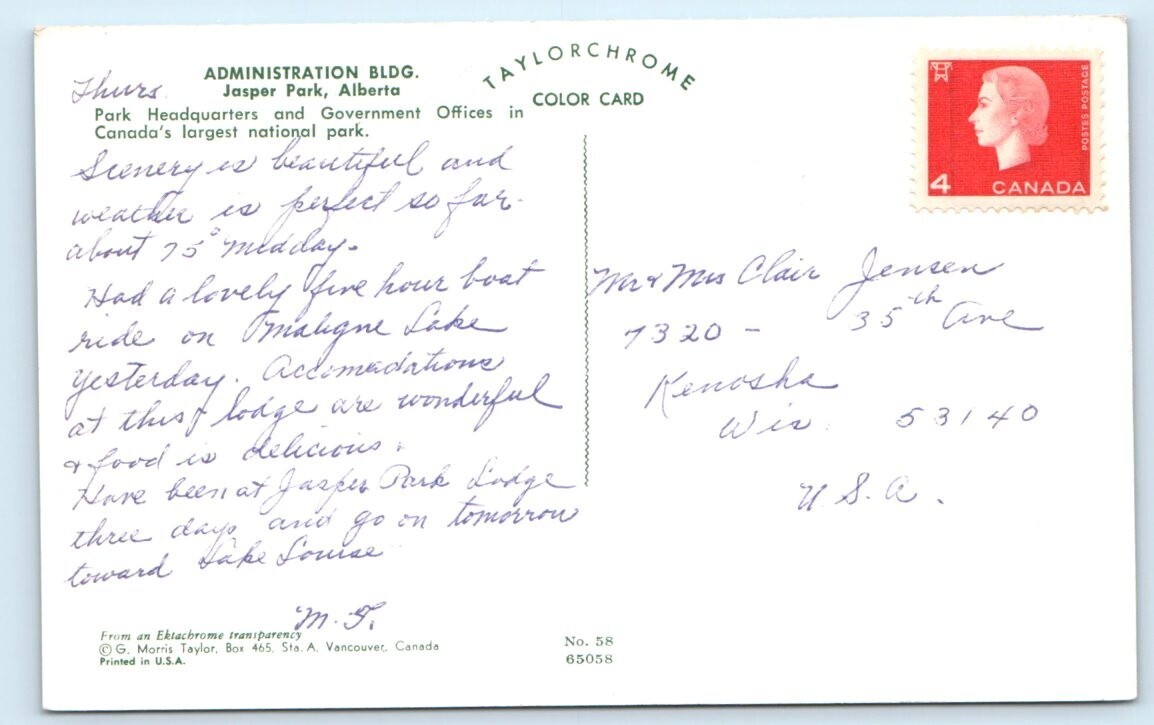 TAYLORCHROME
COLOR CARD
ADMINISTRATION BLDG.
Jasper Park, Alberta
Park Headquarters and Government Offices in
Canada's largest national park.
Thurs.
Scenery is beautiful and
weather is perfect so far.
about 75° midday.
Had a lovely five hour boat
ride on Maligne Lake
yesterday. Accomadations
at this lodge are wonderful
& food is delicious.
Have been at Jasper Park Lodge
three days and go on tomorrow
toward Lake Louise
M. T.
From an Ektachrome transparency
© G. Morris Taylor, Box 465, Sta. A, Vancouver, Canada
Printed in U.S.A.
No. 58
65058
POSTES POSTAGE
4 CANADA
Mr & Mrs Clair Jensen
7320 - 35th Ave
Kenosha
Wis. 53140
U. S. A.